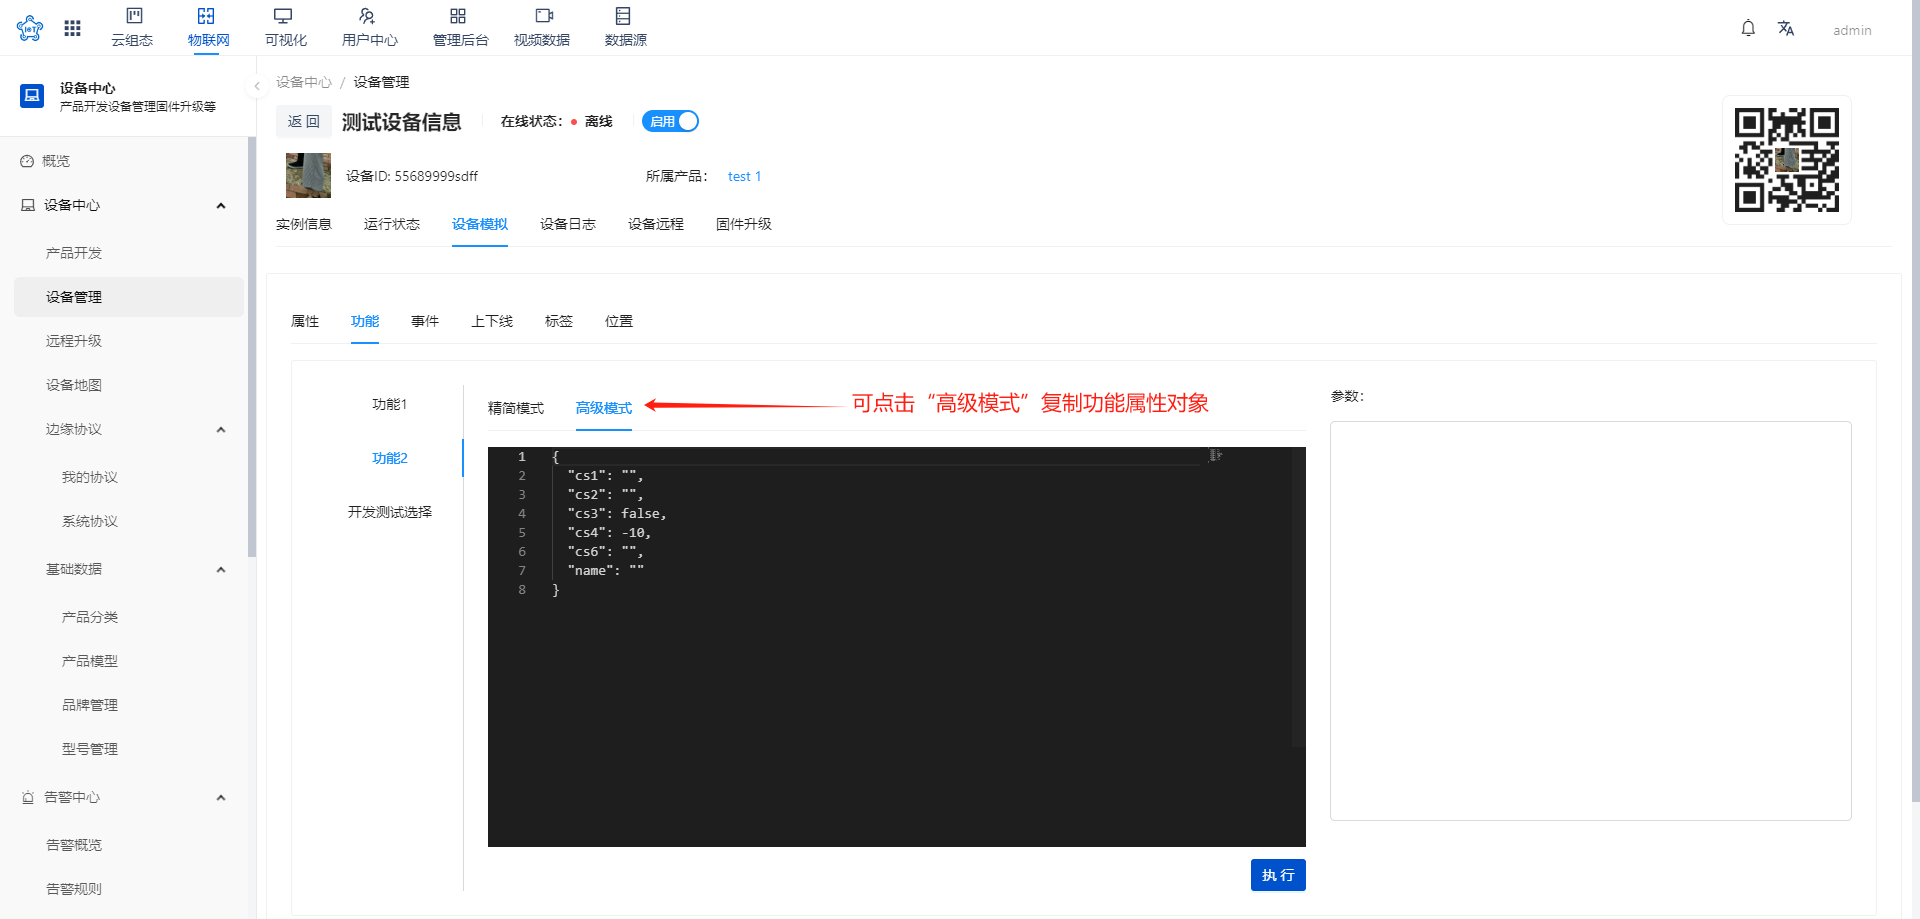 云组态
物联网
可视化
用户中心
管理后台
视频数据
数据源
admin
设备中心
产品开发设备管理固件升级等
概览
设备中心
产品开发
设备管理
远程升级
设备地图
边缘协议
我的协议
系统协议
基础数据
产品分类
产品模型
品牌管理
型号管理
告警中心
告警概览
告警规则
设备中心 / 设备管理
返 回 测试设备信息 在线状态: 离线 启用
设备ID: 55689999sdff 所属产品: test 1
实例信息 运行状态 设备模拟 设备日志 设备远程 固件升级
属性 功能 事件 上下线 标签 位置
功能1
功能2
开发测试选择
精简模式 高级模式 可点击“高级模式”复制功能属性对象
1 {
2 "cs1": "",
3 "cs2": "",
4 "cs3": false,
5 "cs4": -10,
6 "cs6": "",
7 "name": ""
8 }
执 行
参数: